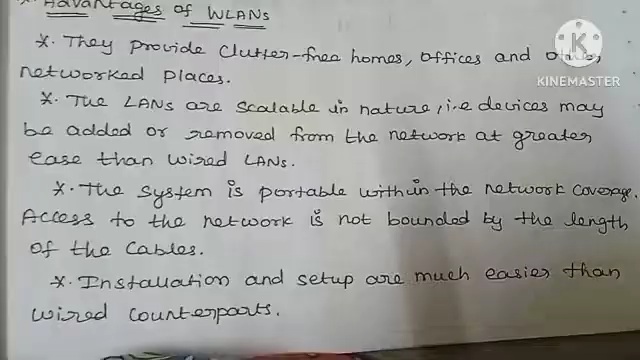 *. Advantages of WLANs
*. They provide clutter-free homes, offices and other
networked places.
*. The LANs are scalable in nature, i.e devices may
be added or removed from the network at greater
ease than wired LANs.
*. The system is portable within the network coverage.
Access to the network is not bounded by the length
of the cables.
*. Installation and setup are much easier than
wired counterparts.
KINEMASTER